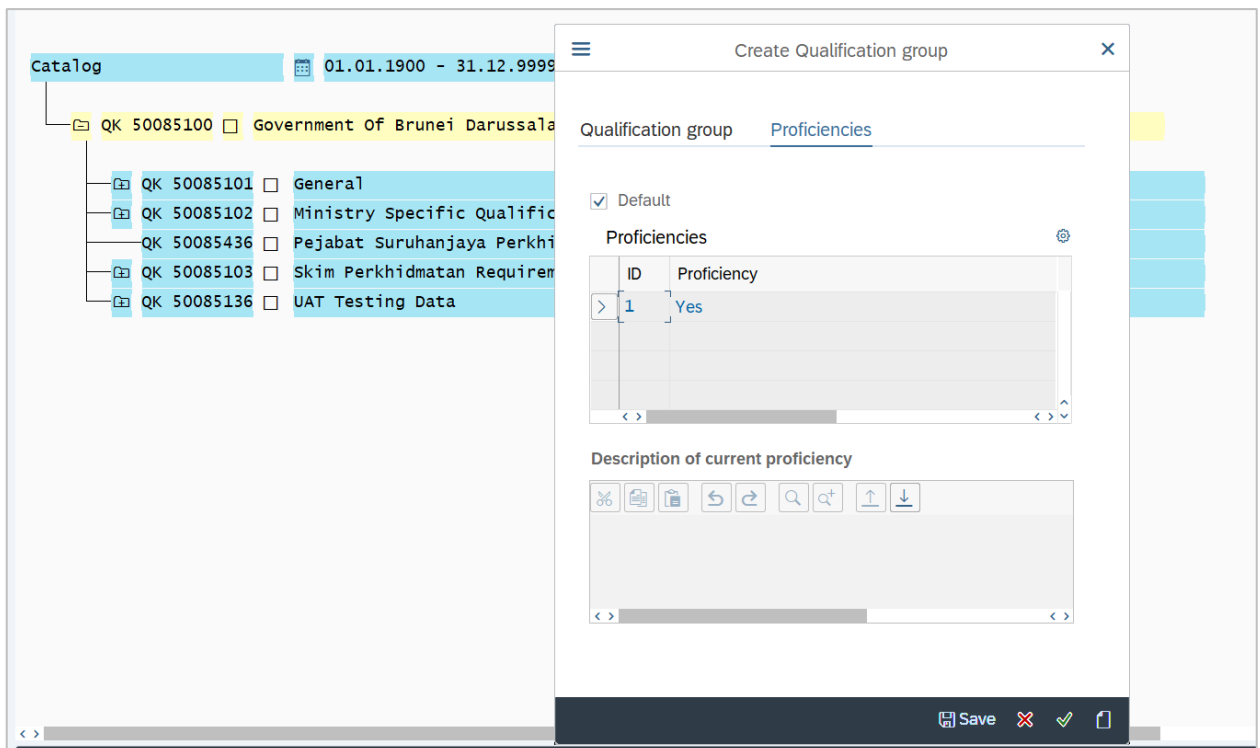 Create Qualification group
Catalog 01.01.1900 - 31.12.9999
QK 50085100 Government Of Brunei Darussala
Qualification group Proficiencies
QK 50085101 General
QK 50085102 Ministry Specific Qualific
QK 50085436 Pejabat Suruhanjaya Perkhi
QK 50085103 Skim Perkhidmatan Requirem
QK 50085136 UAT Testing Data
Default
Proficiencies
ID Proficiency
1 Yes
Description of current proficiency
Save